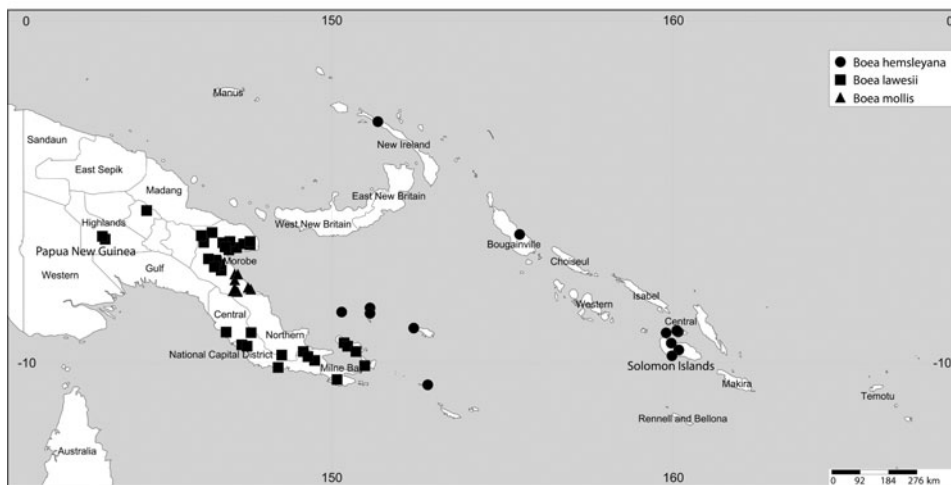 0 150 160 0
Boea hemsleyana
Boea lawesii
Boea mollis
Manus
Sandaun
New Ireland
East Sepik
Madang
East New Britain
Highlands
West New Britain
Bougainville
Papua New Guinea
Morobe
Choiseul
Western
Gulf
Isabel
Western
Central
Northern
Central
National Capital District
-10
Milne Bay
Solomon Islands
-10
Makira
Temotu
Rennell and Bellona
Australia
150 160
0 92 184 276 km